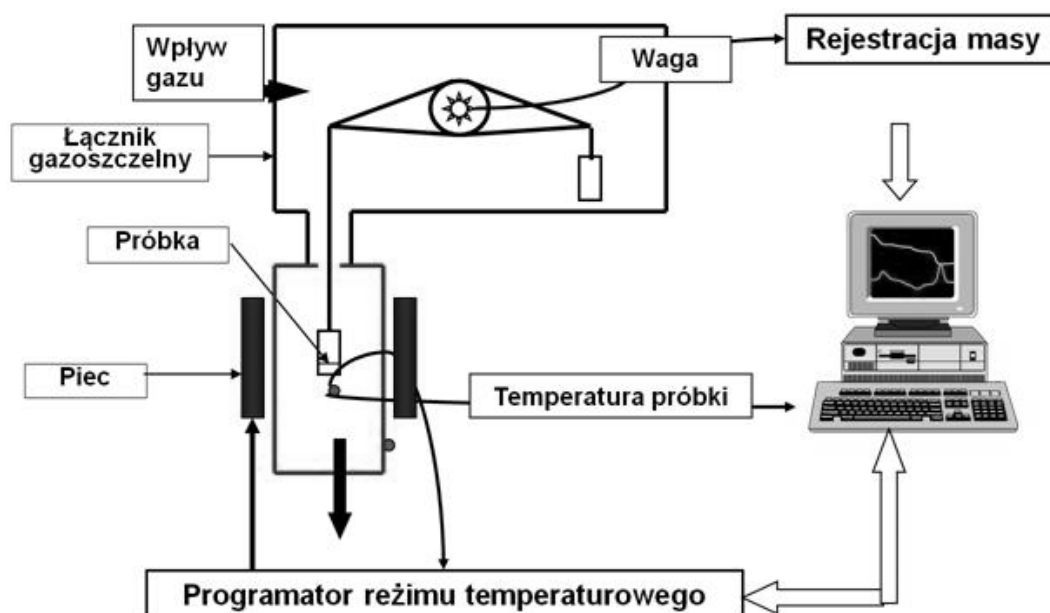 Wpływ
gazu
Waga
Rejestracja masy
Łącznik
gazoszczelny
Próbka
Piec
Temperatura próbki
Programator reżimu temperaturowego